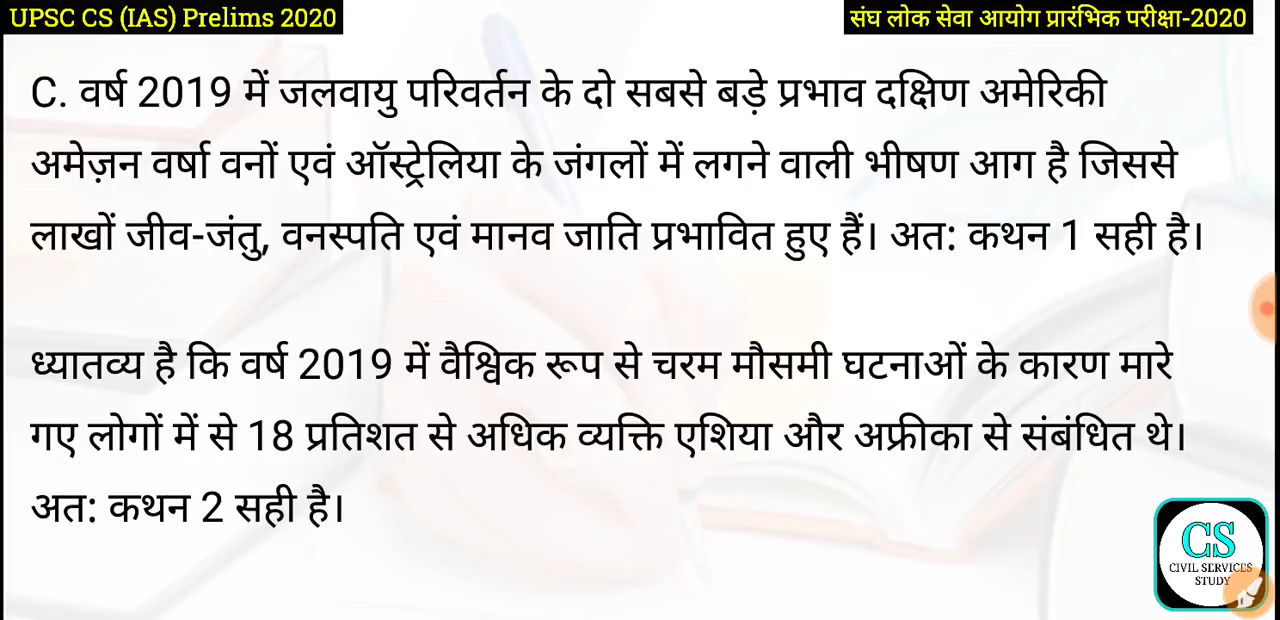 UPSC CS (IAS) Prelims 2020
संघ लोक सेवा आयोग प्रारंभिक परीक्षा-2020
C. वर्ष 2019 में जलवायु परिवर्तन के दो सबसे बड़े प्रभाव दक्षिण अमेरिकी
अमेज़न वर्षा वनों एवं ऑस्ट्रेलिया के जंगलों में लगने वाली भीषण आग है जिससे
लाखों जीव-जंतु, वनस्पति एवं मानव जाति प्रभावित हुए हैं। अत: कथन 1 सही है।
ध्यातव्य है कि वर्ष 2019 में वैश्विक रूप से चरम मौसमी घटनाओं के कारण मारे
गए लोगों में से 18 प्रतिशत से अधिक व्यक्ति एशिया और अफ्रीका से संबंधित थे।
अत: कथन 2 सही है।
CS
CIVIL SERVICES
STUDY